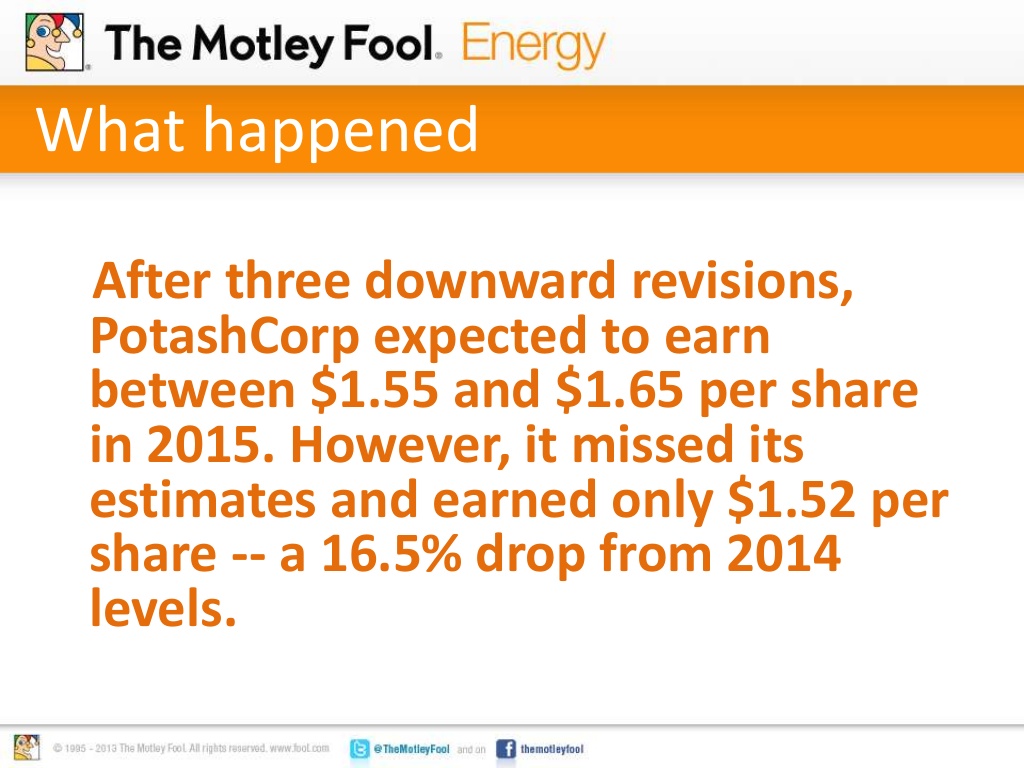 The Motley Fool® Energy
What happened
After three downward revisions,
PotashCorp expected to earn
between $1.55 and $1.65 per share
in 2015. However, it missed its
estimates and earned only $1.52 per
share -- a 16.5% drop from 2014
levels.
© 1995 - 2013 The Motley Fool. All rights reserved. www.fool.com @TheMotleyFool and on themotleyfool